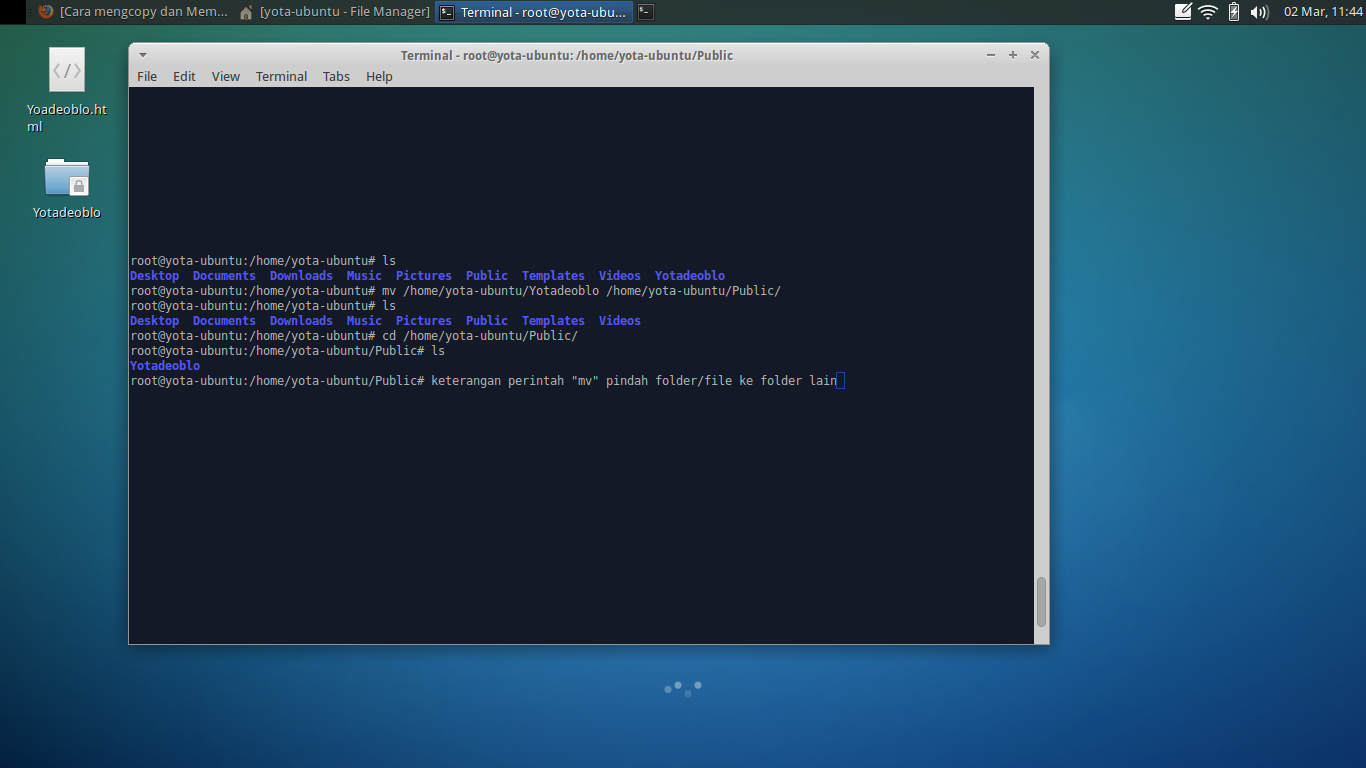 [Cara mengcopy dan Mem... [yota-ubuntu - File Manager] Terminal - root@yota-ubu... 02 Mar, 11:44
Yoadeoblo.ht
ml
Yotadeoblo
Terminal - root@yota-ubuntu: /home/yota-ubuntu/Public
File Edit View Terminal Tabs Help
root@yota-ubuntu:/home/yota-ubuntu# ls
Desktop Documents Downloads Music Pictures Public Templates Videos Yotadeoblo
root@yota-ubuntu:/home/yota-ubuntu# mv /home/yota-ubuntu/Yotadeoblo /home/yota-ubuntu/Public/
root@yota-ubuntu:/home/yota-ubuntu# ls
Desktop Documents Downloads Music Pictures Public Templates Videos
root@yota-ubuntu:/home/yota-ubuntu# cd /home/yota-ubuntu/Public/
root@yota-ubuntu:/home/yota-ubuntu/Public# ls
Yotadeoblo
root@yota-ubuntu:/home/yota-ubuntu/Public# keterangan perintah "mv" pindah folder/file ke folder lain